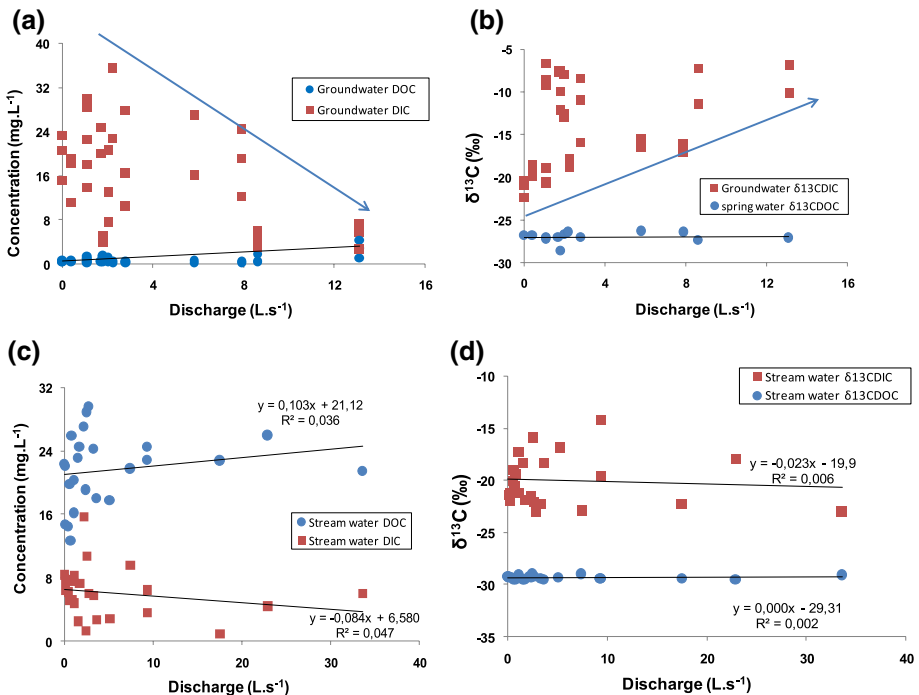 (a)
40
32
24
16
8
0
Concentration (mg.L⁻¹)
Groundwater DOC
Groundwater DIC
0 4 8 12 16
Discharge (L.s⁻¹)
(b)
-5
-10
-15
-20
-25
-30
δ¹³C (‰)
Groundwater δ13CDIC
spring water δ13CDOC
0 4 8 12 16
Discharge (L.s⁻¹)
(c)
32
24
16
8
0
Concentration (mg.L⁻¹)
y = 0,103x + 21,12
R² = 0,036
Stream water DOC
Stream water DIC
y = -0,084x + 6,580
R² = 0,047
0 10 20 30 40
Discharge (L.s⁻¹)
(d)
-10
-15
-20
-25
-30
-35
δ¹³C (‰)
Stream water δ13CDIC
Stream water δ13CDOC
y = -0,023x - 19,9
R² = 0,006
y = 0,000x - 29,31
R² = 0,002
0 10 20 30 40
Discharge (L.s⁻¹)